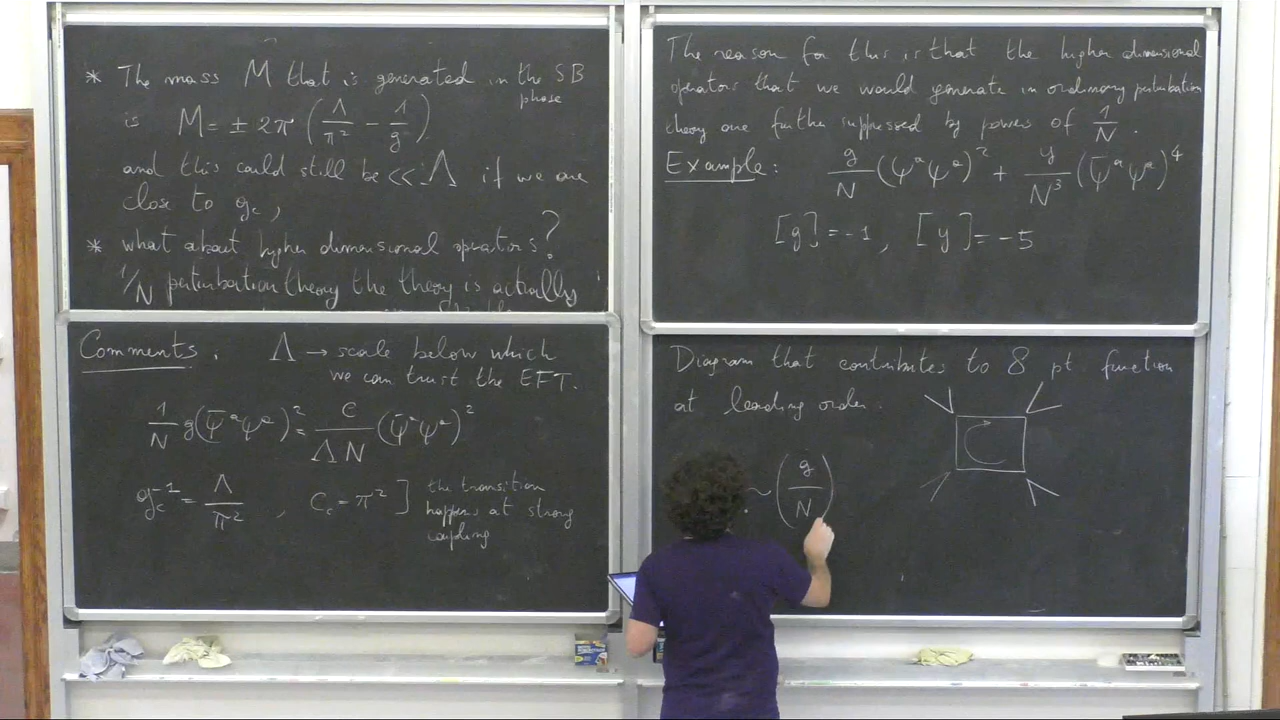 * The mass M that is generated in the SB
phase
is M = ± 2π (Λ/π² - 1/g)
and this could still be << Λ if we are
close to g_c,
* what about higher dimensional operators?
1/N perturbation theory the theory is actually
Comments. Λ → scale below which
we can trust the EFT.
1/N g(ψ̄ᵃψᵃ)² = c/(ΛN) (ψ̄ᵃψᵃ)²
g_c⁻¹ = Λ/π² , C_c = π² ] the transition
happens at strong
coupling
The reason for this is that the higher dimensional
operators that we would generate in ordinary perturbation
theory are further suppressed by powers of 1/N.
Example: g/N (ψ̄ᵃψᵃ)² + y/N³ (ψ̄ᵃψᵃ)⁴
[g] = -1, [y] = -5
Diagram that contributes to 8 pt function
at leading order.
~ (g/N)